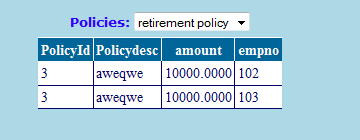 Policies: retirement policy
PolicyId Policydesc amount empno
3 aweqwe 10000.0000 102
3 aweqwe 10000.0000 103